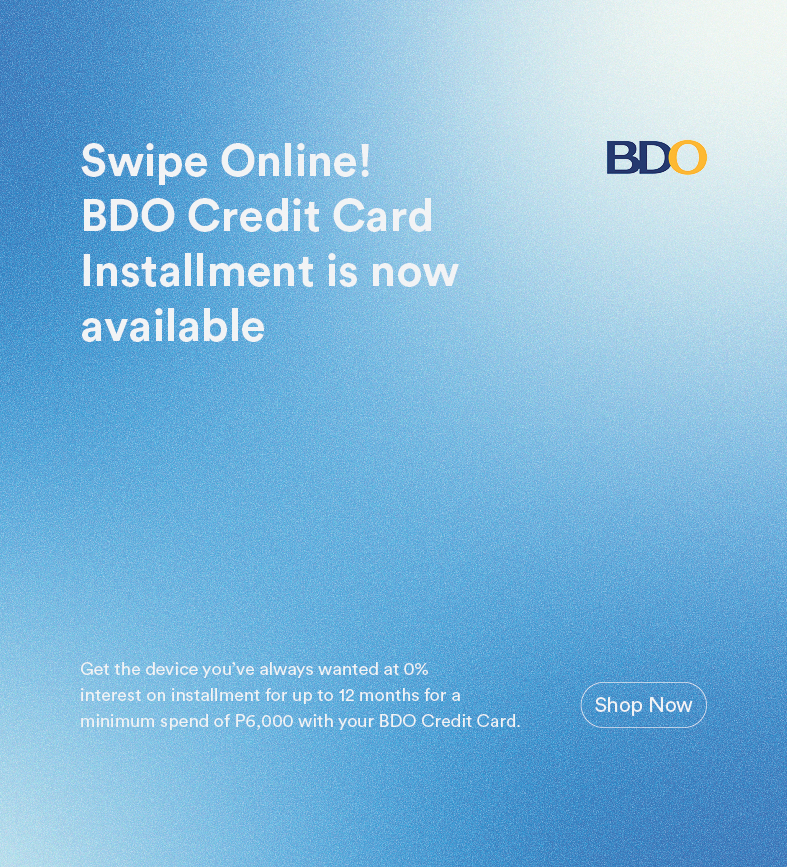 Swipe Online!
BDO Credit Card
Installment is now
available
BDO
Get the device you’ve always wanted at 0%
interest on installment for up to 12 months for a
minimum spend of P6,000 with your BDO Credit Card.
Shop Now